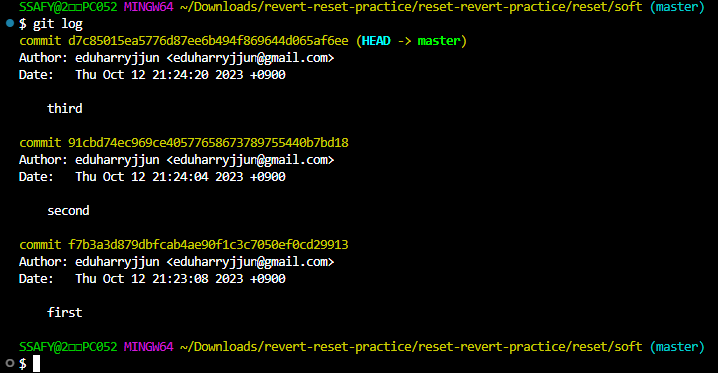 SSAFY@2□□PC052 MINGW64 ~/Downloads/revert-reset-practice/reset-revert-practice/reset/soft (master)
$ git log
commit d7c85015ea5776d87ee6b494f869644d065af6ee (HEAD -> master)
Author: eduharryjjun <eduharryjjun@gmail.com>
Date:   Thu Oct 12 21:24:20 2023 +0900
third
commit 91cbd74ec969ce40577658673789755440b7bd18
Author: eduharryjjun <eduharryjjun@gmail.com>
Date:   Thu Oct 12 21:24:04 2023 +0900
second
commit f7b3a3d879dbfcab4ae90f1c3c7050ef0cd29913
Author: eduharryjjun <eduharryjjun@gmail.com>
Date:   Thu Oct 12 21:23:08 2023 +0900
first
SSAFY@2□□PC052 MINGW64 ~/Downloads/revert-reset-practice/reset-revert-practice/reset/soft (master)
$